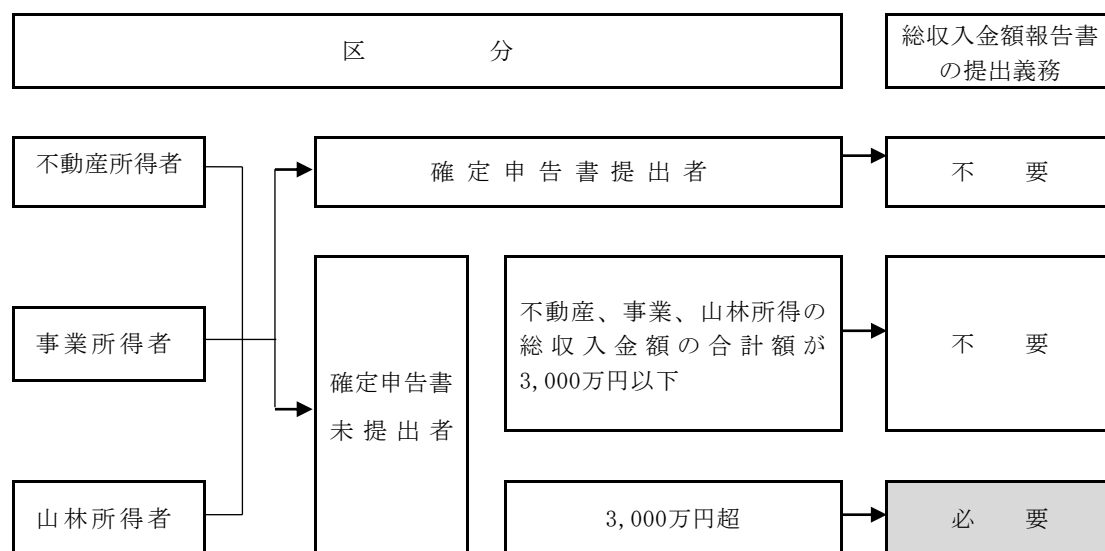 区 分
総収入金額報告書
の提出義務
不動産所得者
確定申告書提出者
不 要
事業所得者
確定申告書
未提出者
不動産、事業、山林所得の
総収入金額の合計額が
3,000万円以下
不 要
山林所得者
3,000万円超
必 要